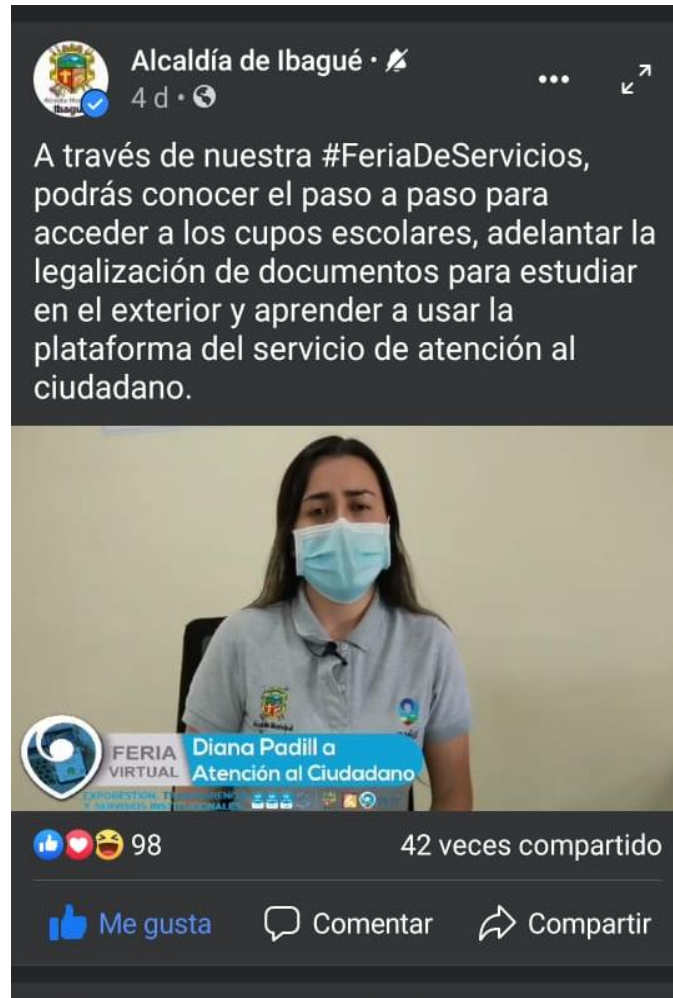 Alcaldía de Ibagué
4 d
A través de nuestra #FeriaDeServicios,
podrás conocer el paso a paso para
acceder a los cupos escolares, adelantar la
legalización de documentos para estudiar
en el exterior y aprender a usar la
plataforma del servicio de atención al
ciudadano.
FERIA
VIRTUAL
Diana Padill a
Atención al Ciudadano
98
42 veces compartido
Me gusta
Comentar
Compartir